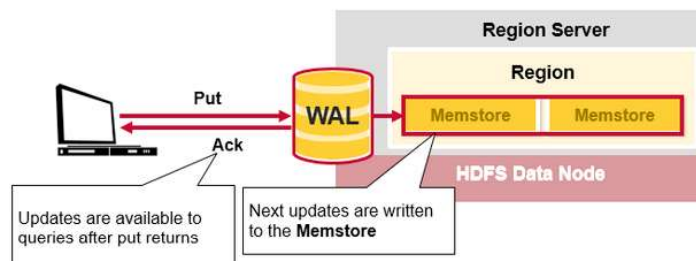 Region Server
Region
Put
WAL
Memstore
Memstore
Ack
HDFS Data Node
Updates are available to
queries after put returns
Next updates are written
to the Memstore